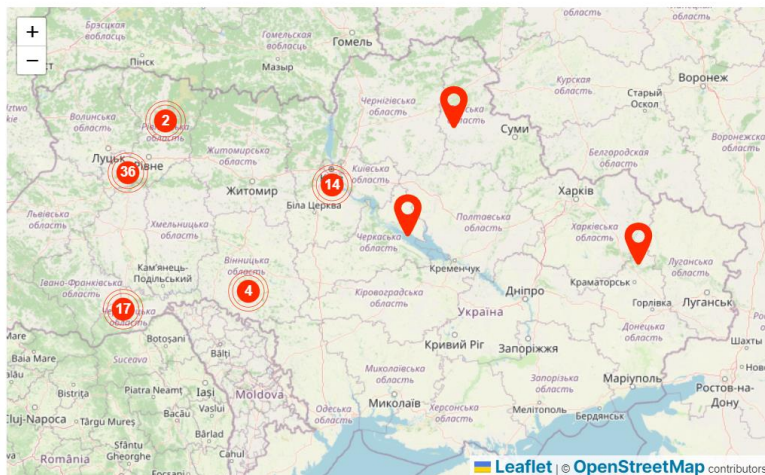 +
−
Брэсцкая
вобласць
Гомельская
вобласць
Гомель
Пінск
Мазыр
Курская
область
Воронеж
Старый
Оскол
Чернігівська
область
Суми
Волинська
область
2
область
Луцьк
Рівне
36
Житомирська
область
Київська
область
14
Житомир
Біла Церква
Белгородская
область
Воронежска
область
Харків
Львівська
область
Хмельницька
область
Вінницька
область
4
Черкаська
область
Полтавська
область
Харківська
область
Луганська
область
Івано-Франківська
область
Кам'янець-
Подільський
17
область
Кременчук
Краматорськ
Дніпро
Горлівка
Луганськ
Кіровоградська
область
Україна
Донецька
область
Кривий Ріг
Запоріжжя
Шахты
Botoșani
Suceava
Bălți
Baia Mare
Bistrița
Piatra Neamț
Iași
Moldova
Миколаївська
область
Миколаїв
Херсонська
область
Запорізька
область
Маріуполь
Мелітополь
Бердянськ
Ростов-на-
Дону
Одеська
область
Cluj-Napoca
Târgu Mureș
Bacău
Vaslui
Bârlad
Sfântu
Gheorghe
Cahul
România
Focșani
Leaflet | © OpenStreetMap contributors